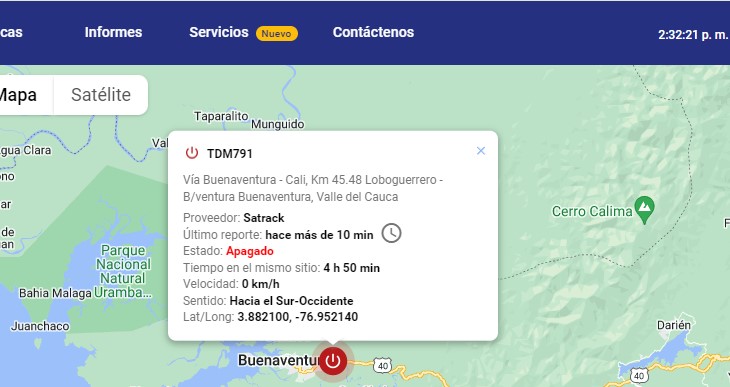 cas
Informes
Servicios Nuevo
Contáctenos
2:32:21 p. m.
Mapa
Satélite
Taparalito
Munguido
gua Clara
TDM791
Vía Buenaventura - Cali, Km 45.48 Loboguerrero -
B/ventura Buenaventura, Valle del Cauca
Proveedor: Satrack
Último reporte: hace más de 10 min
Estado: Apagado
Tiempo en el mismo sitio: 4 h 50 min
Velocidad: 0 km/h
Sentido: Hacia el Sur-Occidente
Lat/Long: 3.882100, -76.952140
Cerro Calima
Parque
Nacional
Natural
Uramba...
Bahia Malaga
Juanchaco
Buenaventur
40
Darién
40